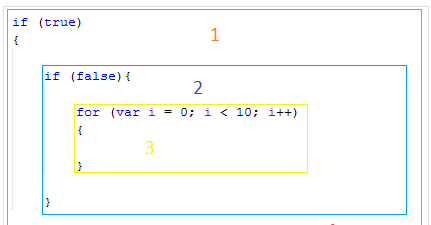 if (true)
{
1
if (false){
2
for (var i = 0; i < 10; i++)
{
3
}
}